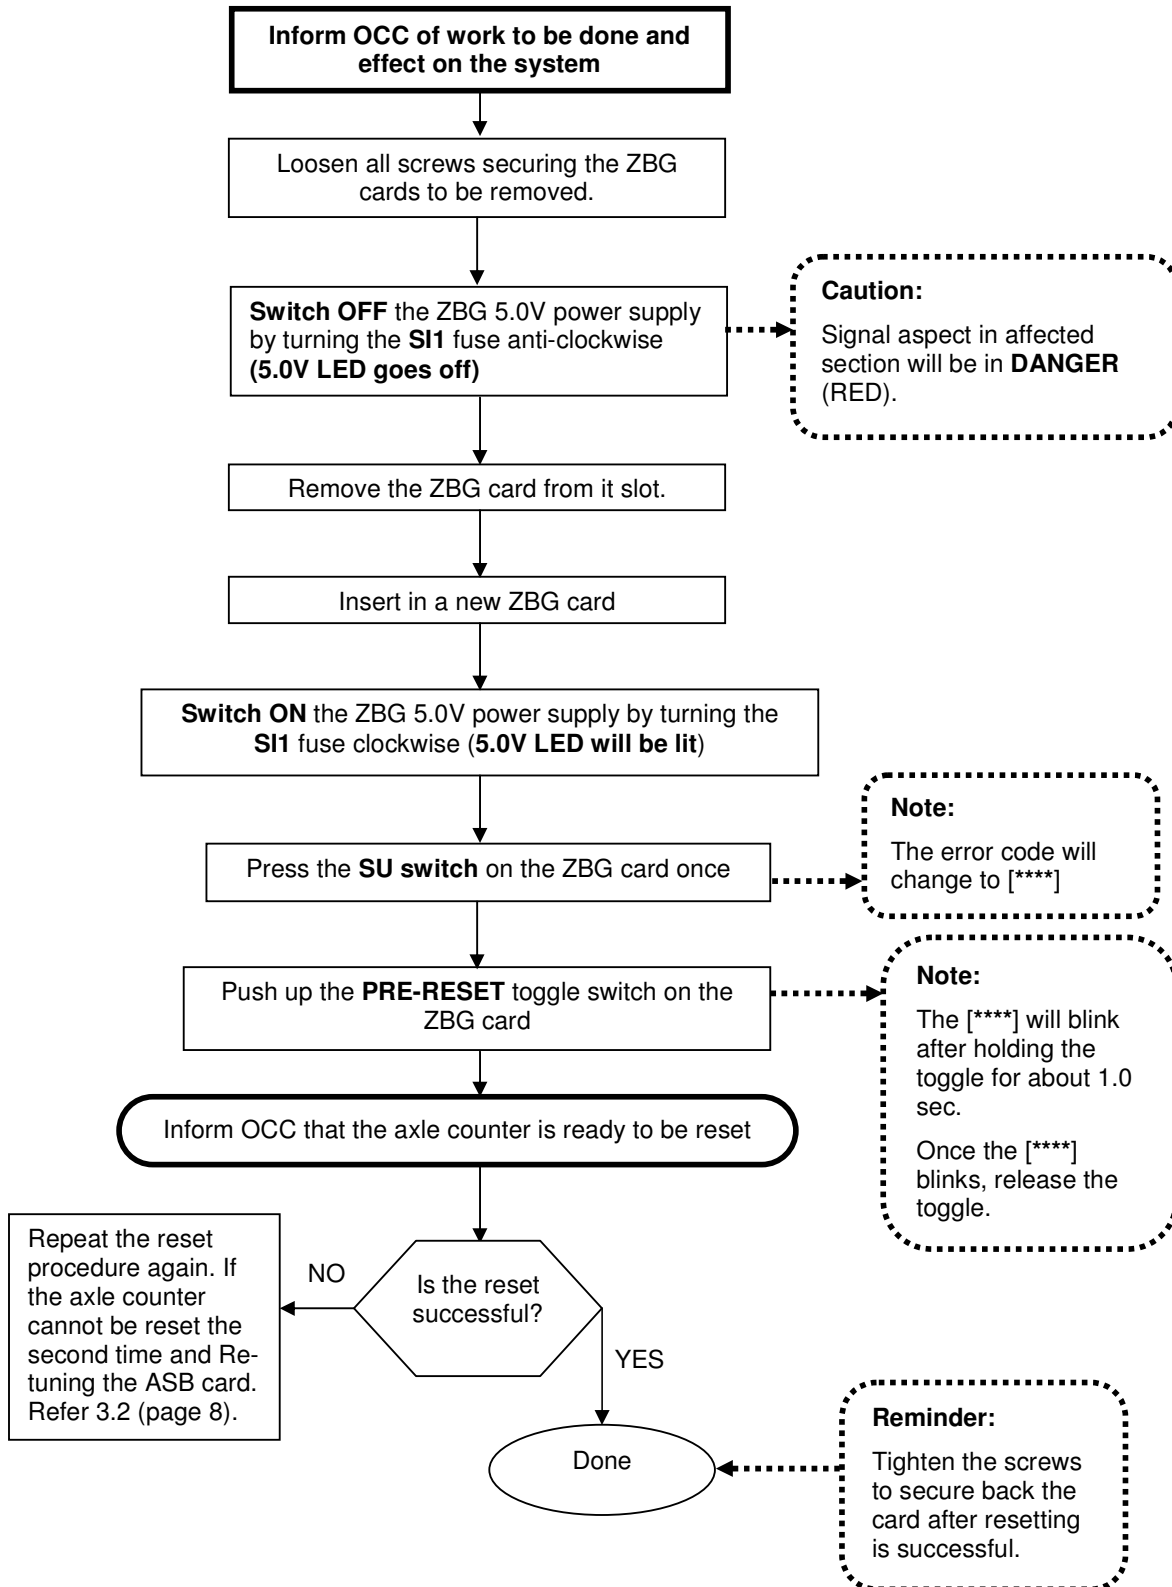 Inform OCC of work to be done and
effect on the system
Loosen all screws securing the ZBG
cards to be removed.
Switch OFF the ZBG 5.0V power supply
by turning the SI1 fuse anti-clockwise
(5.0V LED goes off)
Caution:
Signal aspect in affected
section will be in DANGER
(RED).
Remove the ZBG card from it slot.
Insert in a new ZBG card
Switch ON the ZBG 5.0V power supply by turning the
SI1 fuse clockwise (5.0V LED will be lit)
Press the SU switch on the ZBG card once
Note:
The error code will
change to [****]
Push up the PRE-RESET toggle switch on the
ZBG card
Note:
The [****] will blink
after holding the
toggle for about 1.0
sec.
Once the [****]
blinks, release the
toggle.
Inform OCC that the axle counter is ready to be reset
Is the reset
successful?
NO
Repeat the reset
procedure again. If
the axle counter
cannot be reset the
second time and Re-
tuning the ASB card.
Refer 3.2 (page 8).
YES
Done
Reminder:
Tighten the screws
to secure back the
card after resetting
is successful.